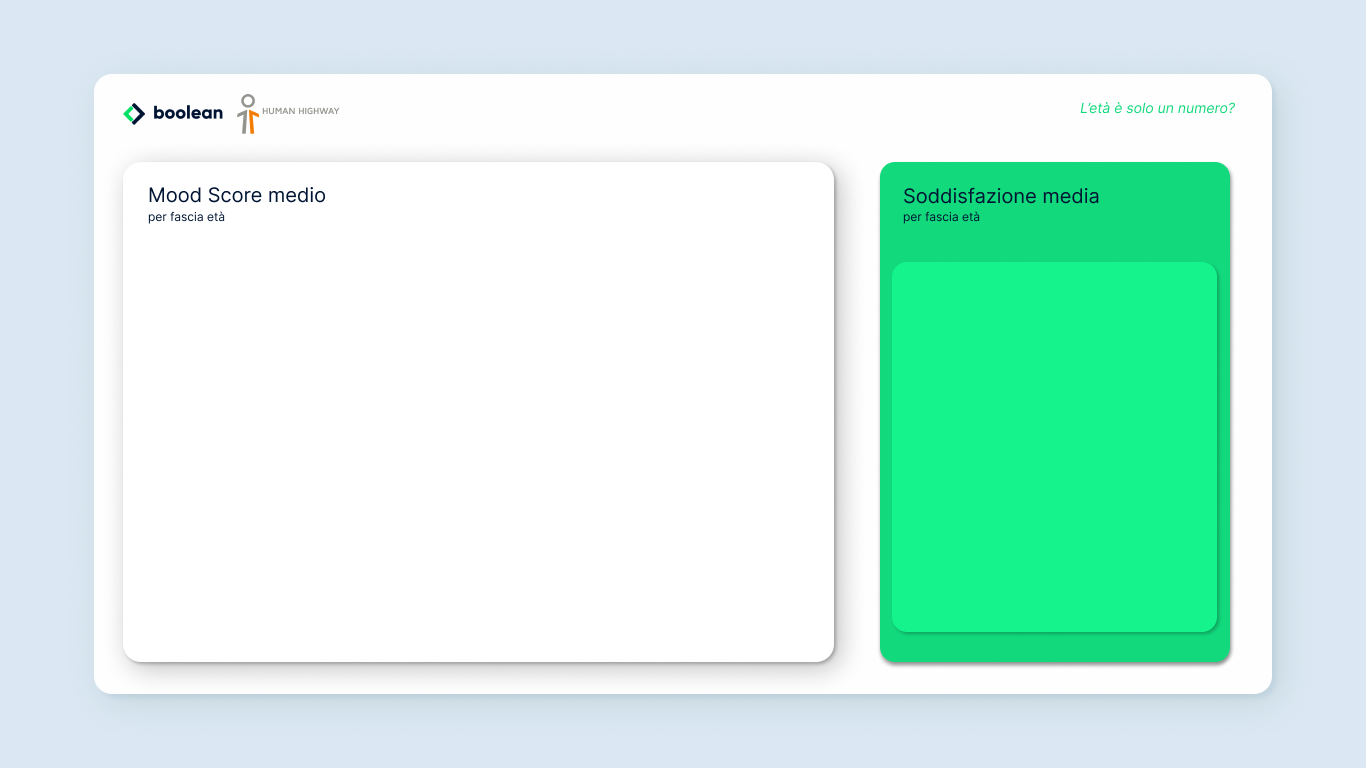 boolean
HUMAN HIGHWAY
L'età è solo un numero?
Mood Score medio
per fascia età
Soddisfazione media
per fascia età